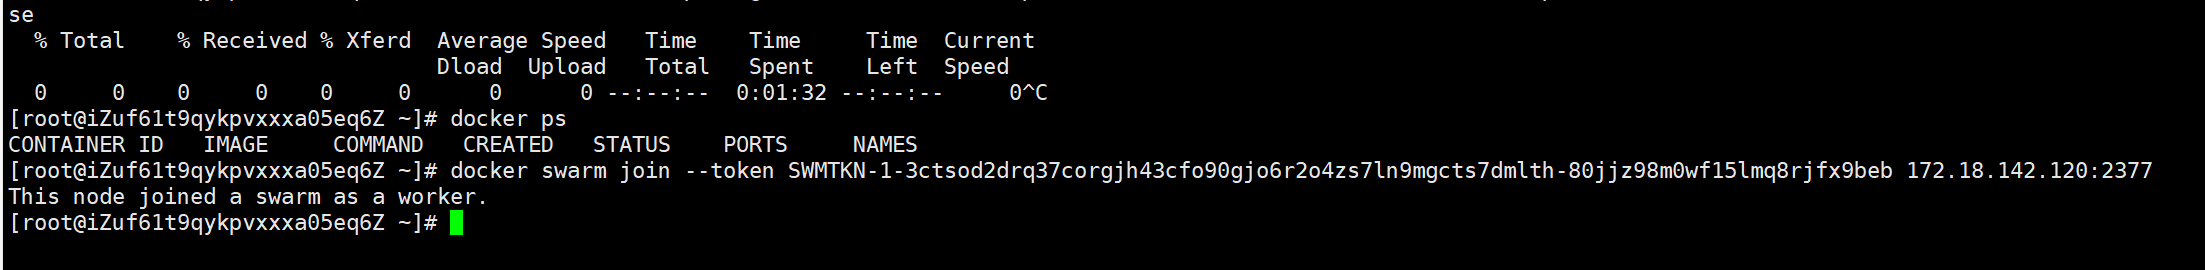 se
  % Total    % Received % Xferd  Average Speed   Time    Time     Time  Current
                                 Dload  Upload   Total   Spent    Left  Speed
  0     0    0     0    0     0      0      0 --:--:--  0:01:32 --:--:--     0^C
[root@iZuf61t9qykpvxxxa05eq6Z ~]# docker ps
CONTAINER ID   IMAGE     COMMAND   CREATED   STATUS    PORTS     NAMES
[root@iZuf61t9qykpvxxxa05eq6Z ~]# docker swarm join --token SWMTKN-1-3ctsod2drq37corgjh43cfo90gjo6r2o4zs7ln9mgcts7dmlth-80jjz98m0wf15lmq8rjfx9beb 172.18.142.120:2377
This node joined a swarm as a worker.
[root@iZuf61t9qykpvxxxa05eq6Z ~]#